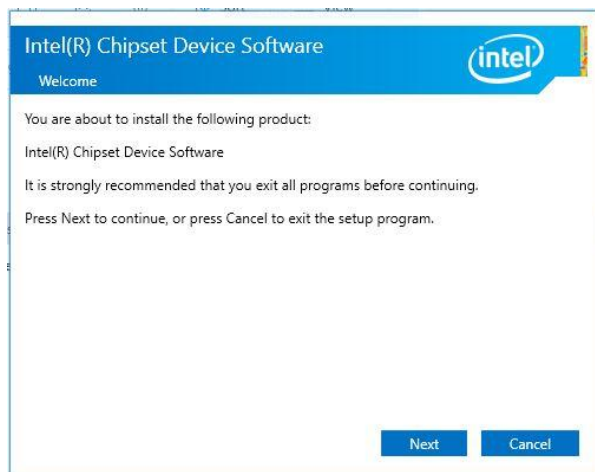 Intel(R) Chipset Device Software
intel
Welcome
You are about to install the following product:
Intel(R) Chipset Device Software
It is strongly recommended that you exit all programs before continuing.
Press Next to continue, or press Cancel to exit the setup program.
Next Cancel